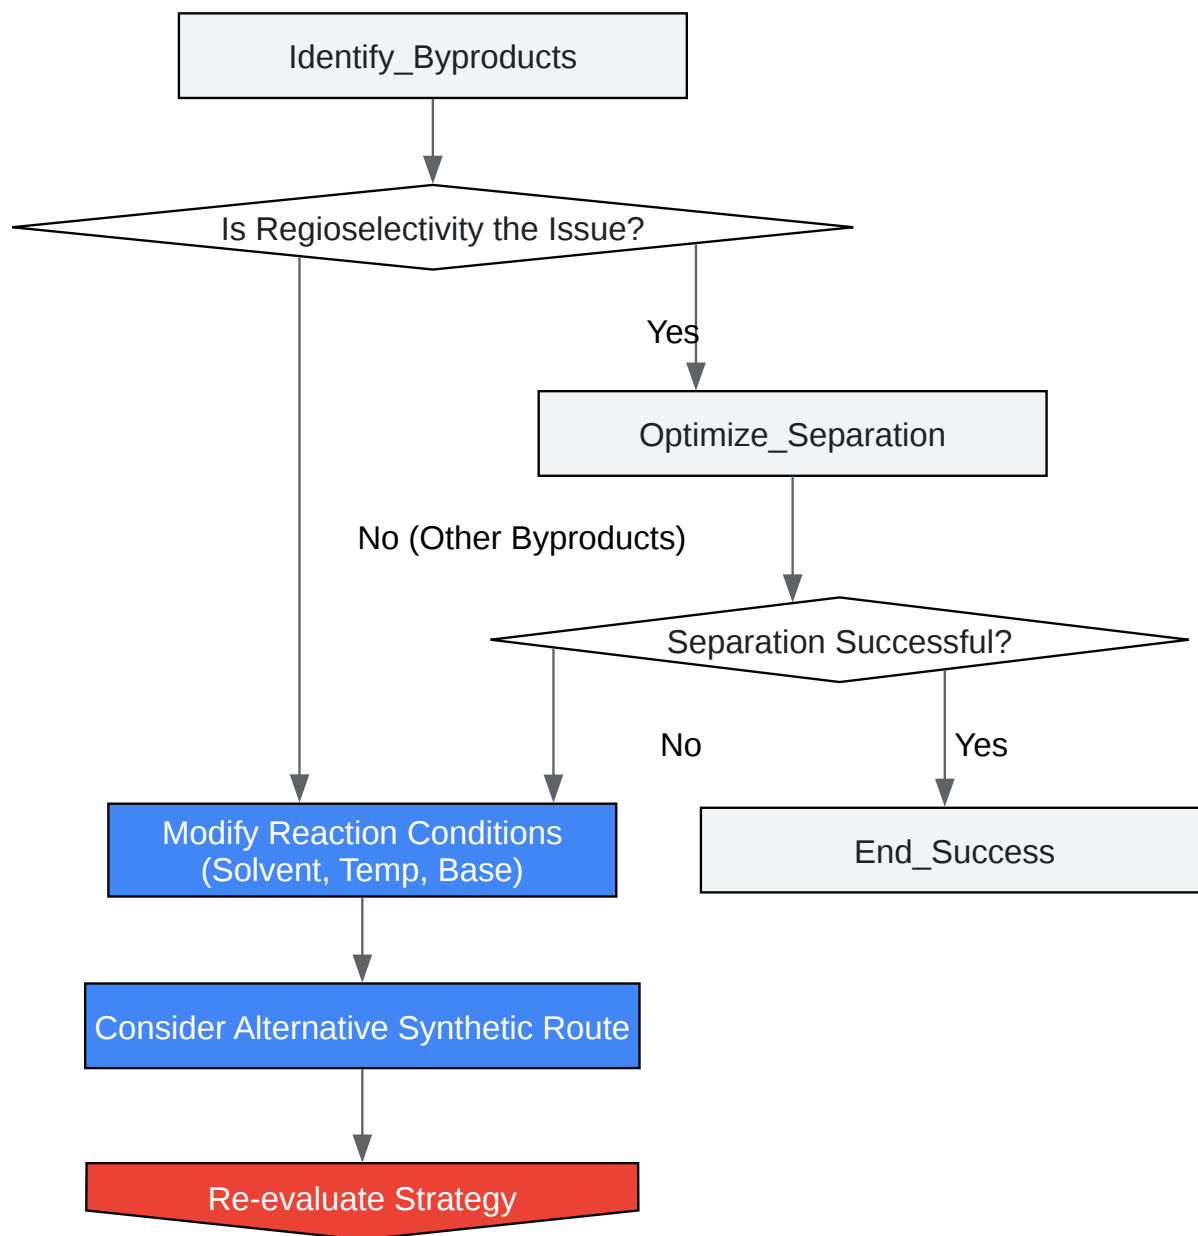 Identify_Byproducts
Is Regioselectivity the Issue?
Yes
Optimize_Separation
No (Other Byproducts)
Separation Successful?
No
Yes
Modify Reaction Conditions
(Solvent, Temp, Base)
End_Success
Consider Alternative Synthetic Route
Re-evaluate Strategy